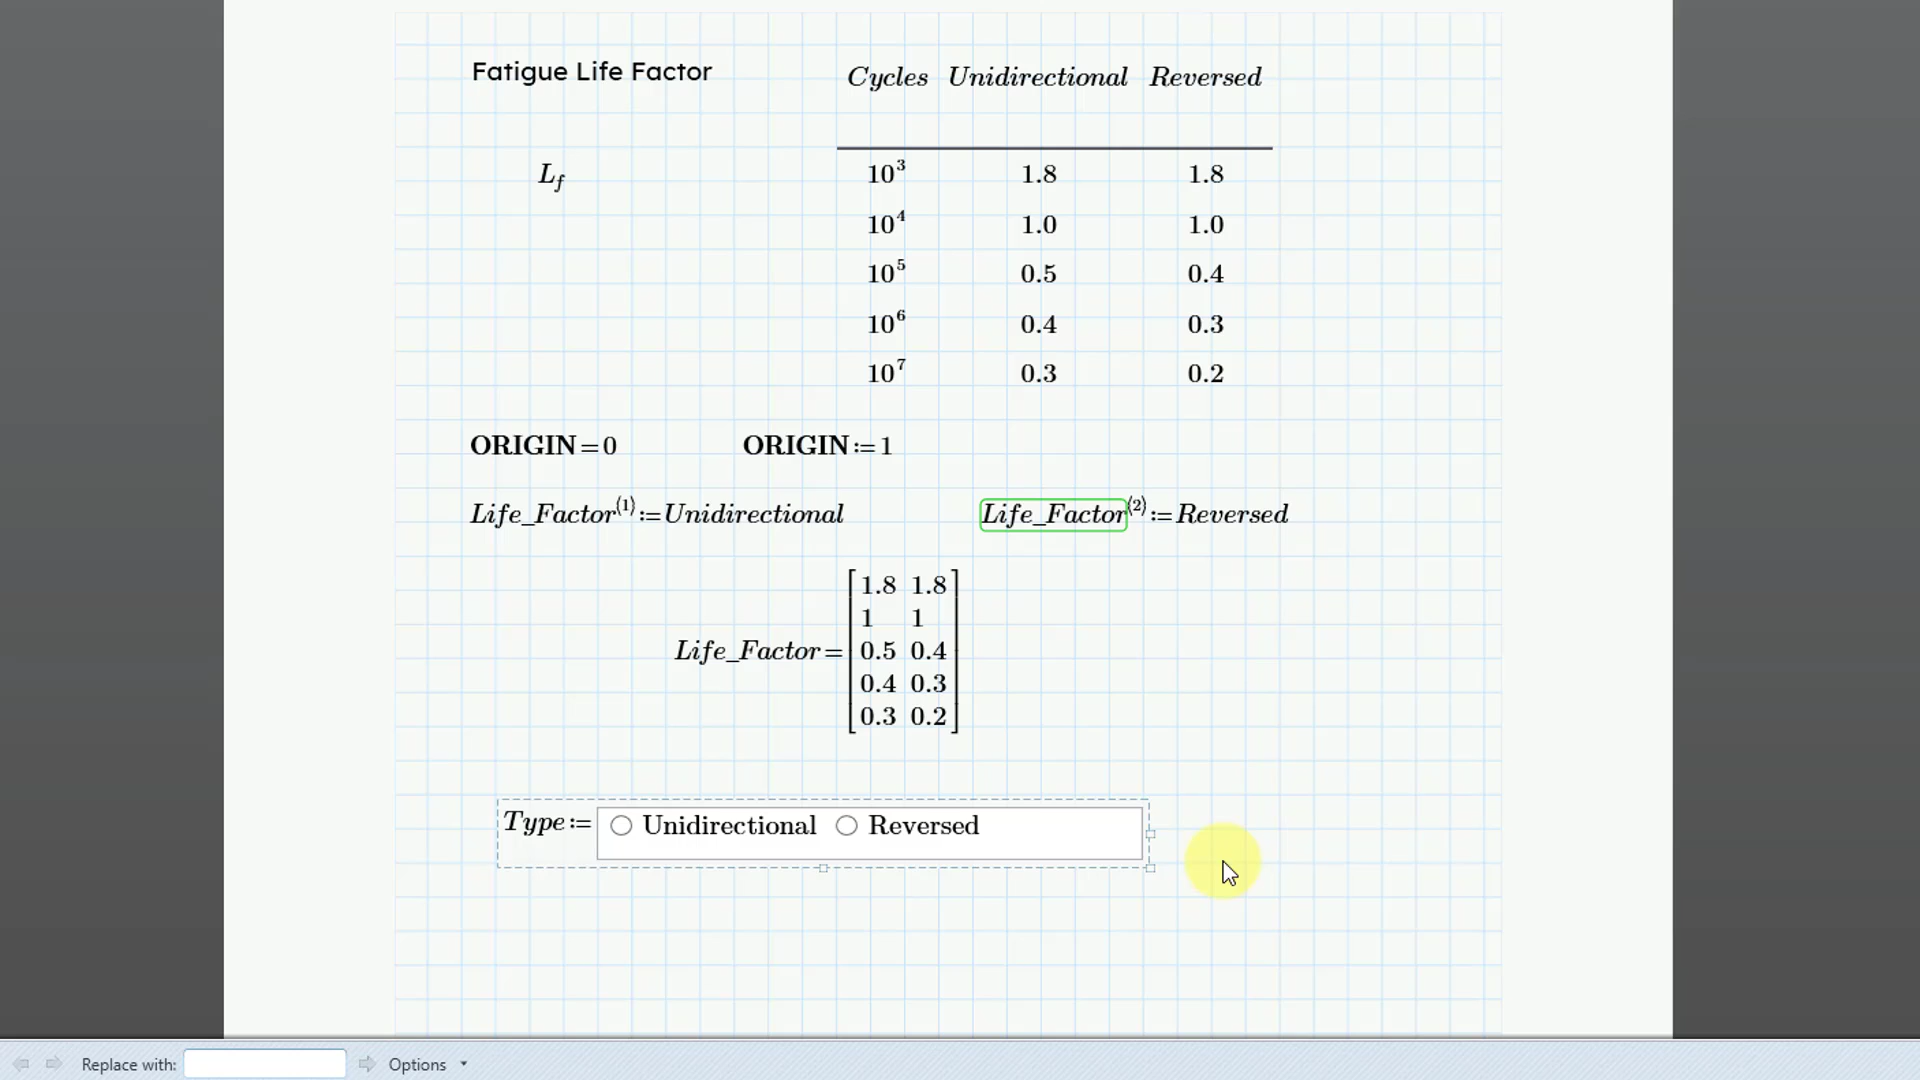 Fatigue Life Factor
Cycles Unidirectional Reversed
L_f 10³ 1.8 1.8
10⁴ 1.0 1.0
10⁵ 0.5 0.4
10⁶ 0.4 0.3
10⁷ 0.3 0.2
ORIGIN=0 ORIGIN:=1
Life_Factor⁽¹⁾:=Unidirectional Life_Factor⁽²⁾:=Reversed
1.8 1.8
1 1
Life_Factor= 0.5 0.4
0.4 0.3
0.3 0.2
Type:= Unidirectional Reversed
Replace with: Options